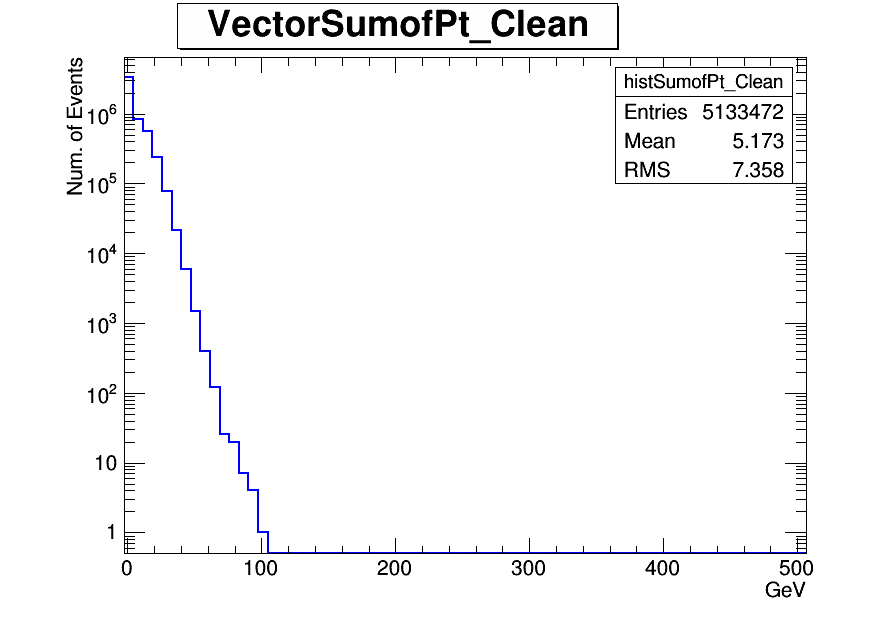 VectorSumofPt_Clean
Num. of Events
histSumofPt_Clean
Entries 5133472
Mean 5.173
RMS 7.358
10^6
10^5
10^4
10^3
10^2
10
1
0 100 200 300 400 500
GeV